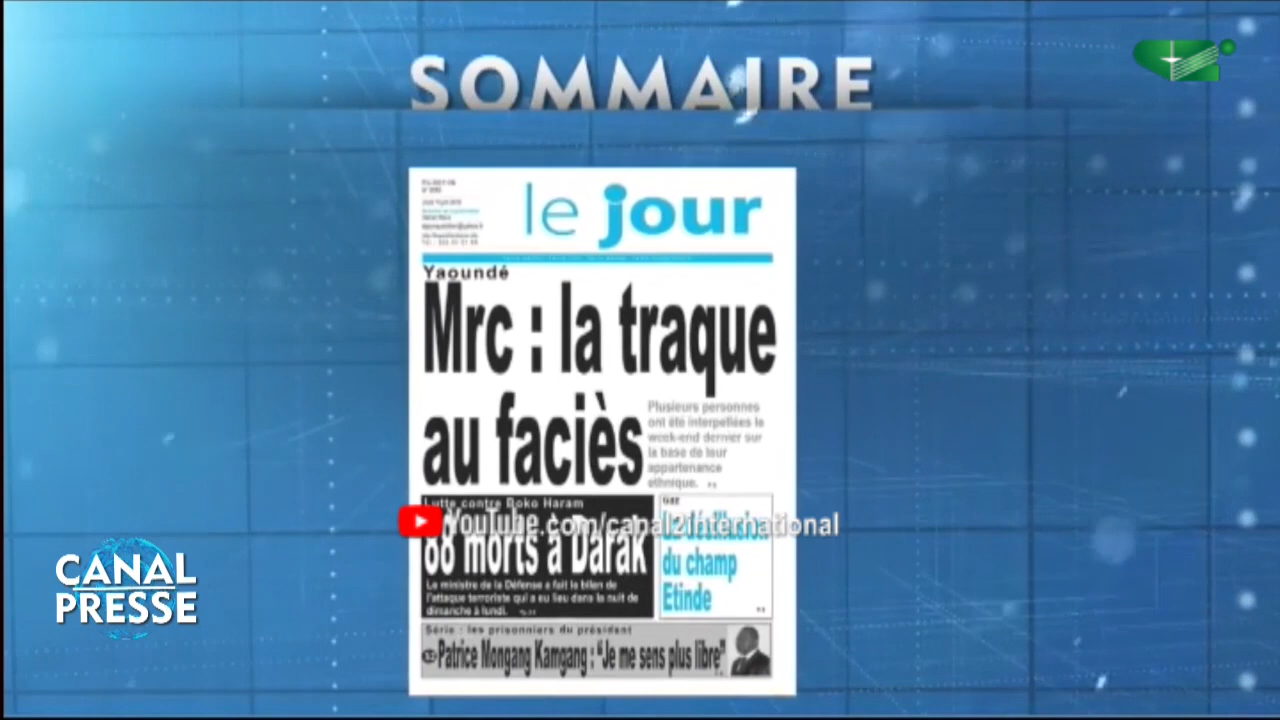 SOMMAIRE
le jour
Yaoundé
Mrc : la traque
au faciès
Plusieurs personnes
ont été interpellées le
week-end dernier sur
la base de leur
appartenance
ethnique.
Lutte contre Boko Haram
88 morts à Darak
Le ministre de la Défense a fait le bilan de
l'attaque terroriste qui a eu lieu dans la nuit de
dimanche à lundi.
La désillusion
du champ
Etinde
YouTube.com/canal2international
Série : les prisonniers du président
Patrice Mongang Kamgang : "Je me sens plus libre"
CANAL
PRESSE